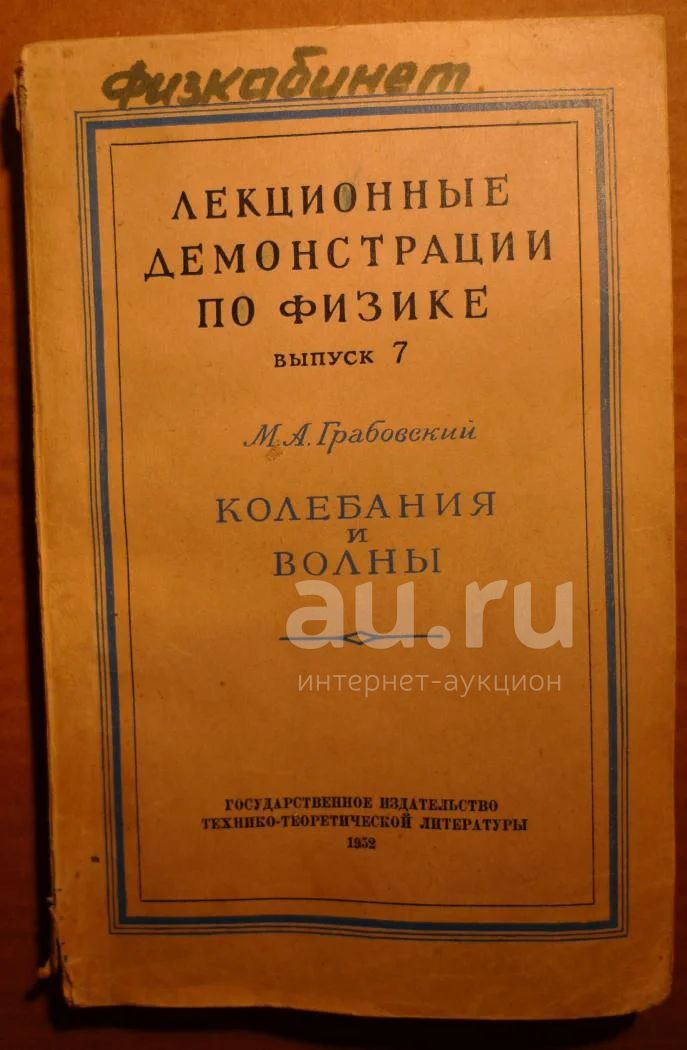 Физкабинет.
ЛЕКЦИОННЫЕ
ДЕМОНСТРАЦИИ
ПО ФИЗИКЕ
ВЫПУСК 7
М.А.Грабовский
КОЛЕБАНИЯ
И
ВОЛНЫ
au.ru
интернет-аукцион
ГОСУДАРСТВЕННОЕ ИЗДАТЕЛЬСТВО
ТЕХНИКО-ТЕОРЕТИЧЕСКОЙ ЛИТЕРАТУРЫ
1952